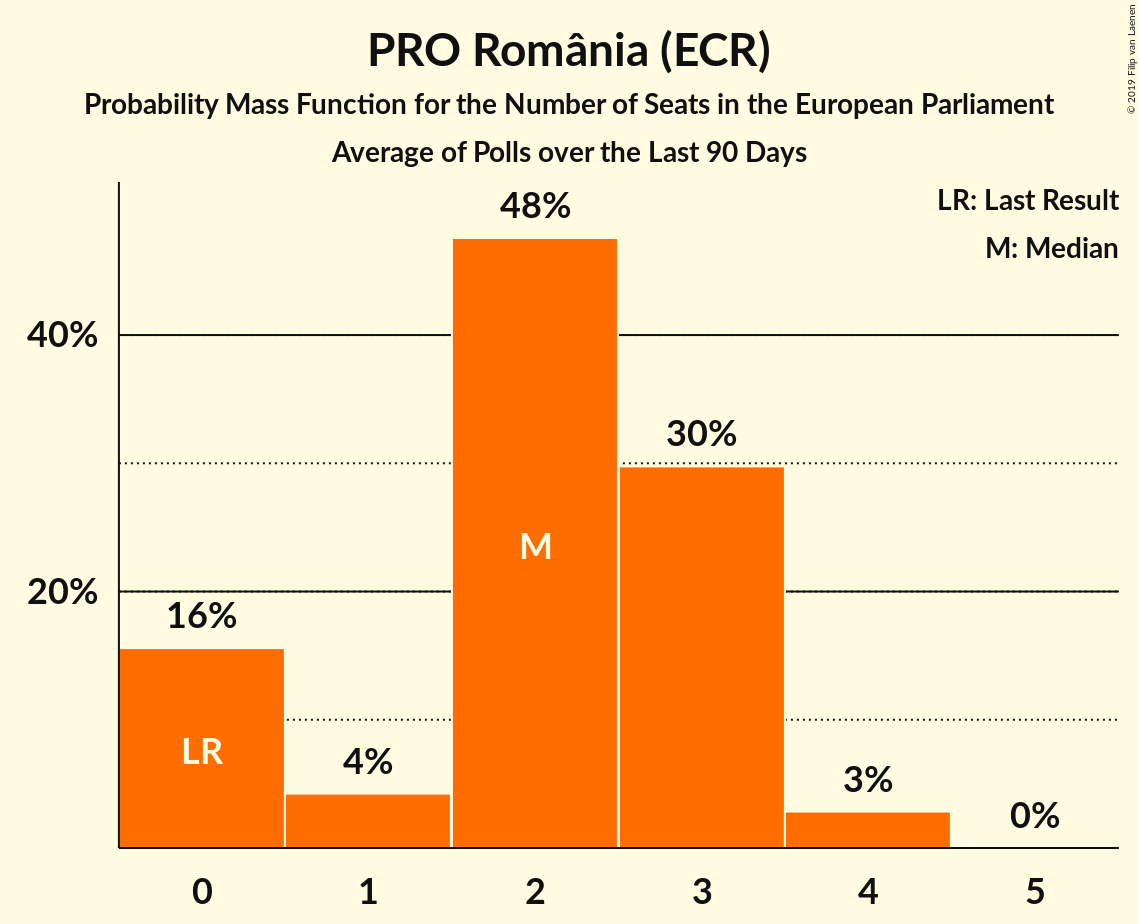 PRO România (ECR)
Probability Mass Function for the Number of Seats in the European Parliament
Average of Polls over the Last 90 Days
© 2019 Filip van Laenen
LR: Last Result
M: Median
48%
40%
30%
M
20%
16%
LR
4%
3%
0%
0 1 2 3 4 5